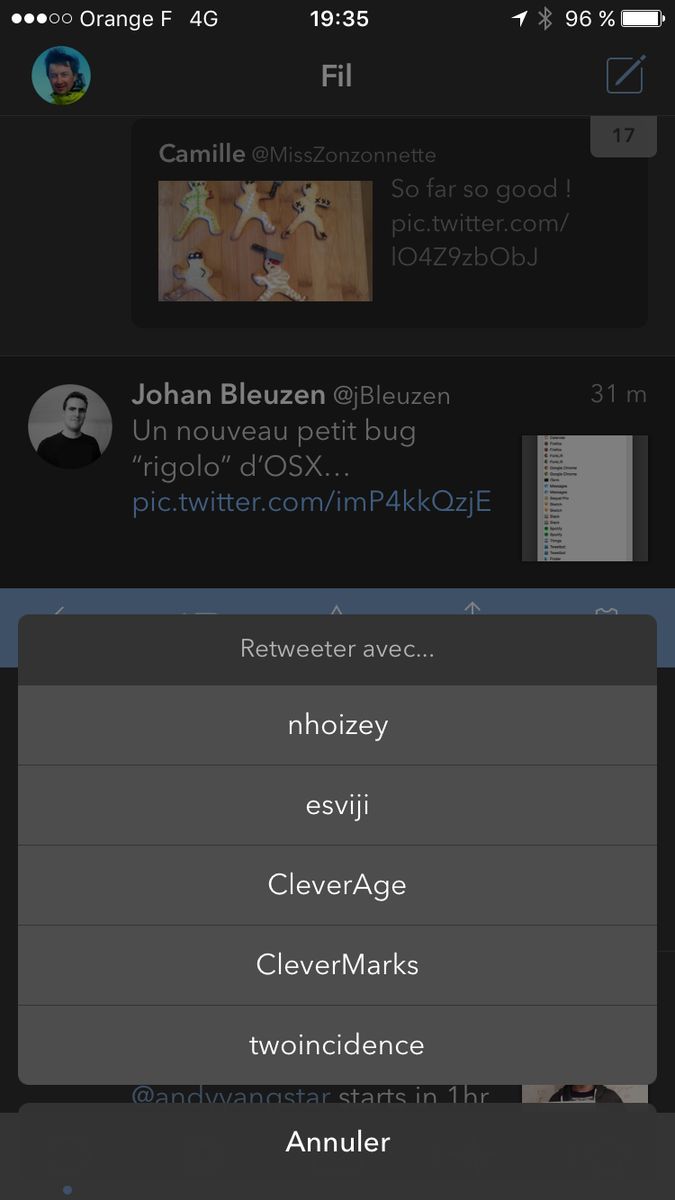 Orange F 4G 19:35 96 %
Fil
17
Camille @MissZonzonnette
So far so good !
pic.twitter.com/
lO4Z9zbObJ
Johan Bleuzen @jBleuzen 31 m
Un nouveau petit bug
“rigolo” d’OSX…
pic.twitter.com/imP4kkQzjE
Retweeter avec...
nhoizey
esviji
CleverAge
CleverMarks
twoincidence
@andyyangstar starts in 1hr
Annuler